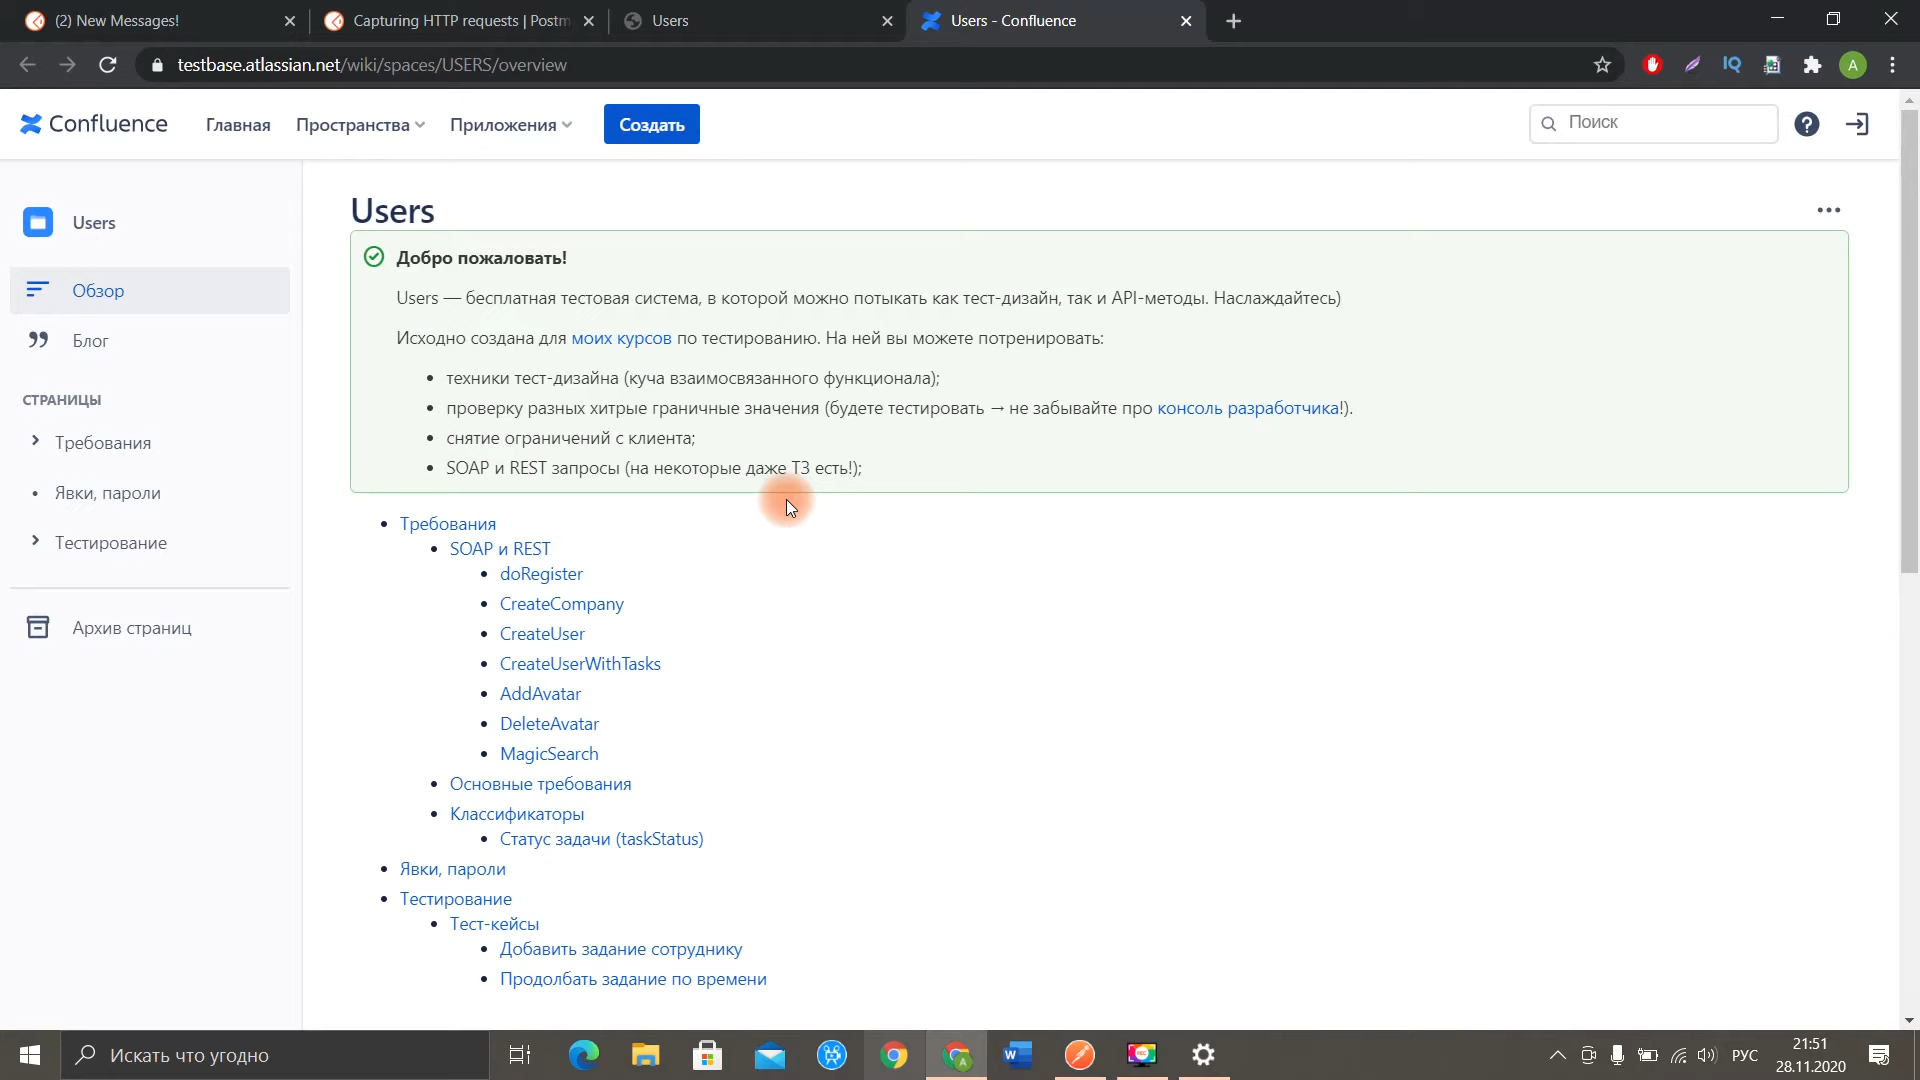 (2) New Messages!
Capturing HTTP requests | Postm
Users
Users - Confluence
testbase.atlassian.net/wiki/spaces/USERS/overview
IQ
A
Confluence
Главная
Пространства
Приложения
Создать
Поиск
Users
Обзор
Блог
СТРАНИЦЫ
Требования
Явки, пароли
Тестирование
Архив страниц
Users
Добро пожаловать!
Users — бесплатная тестовая система, в которой можно потыкать как тест-дизайн, так и API-методы. Наслаждайтесь)
Исходно создана для моих курсов по тестированию. На ней вы можете потренировать:
• техники тест-дизайна (куча взаимосвязанного функционала);
• проверку разных хитрые граничные значения (будете тестировать → не забывайте про консоль разработчика!).
• снятие ограничений с клиента;
• SOAP и REST запросы (на некоторые даже ТЗ есть!);
• Требования
• SOAP и REST
• doRegister
• CreateCompany
• CreateUser
• CreateUserWithTasks
• AddAvatar
• DeleteAvatar
• MagicSearch
• Основные требования
• Классификаторы
• Статус задачи (taskStatus)
• Явки, пароли
• Тестирование
• Тест-кейсы
• Добавить задание сотруднику
• Продолбать задание по времени
Искать что угодно
РУС
21:51
28.11.2020